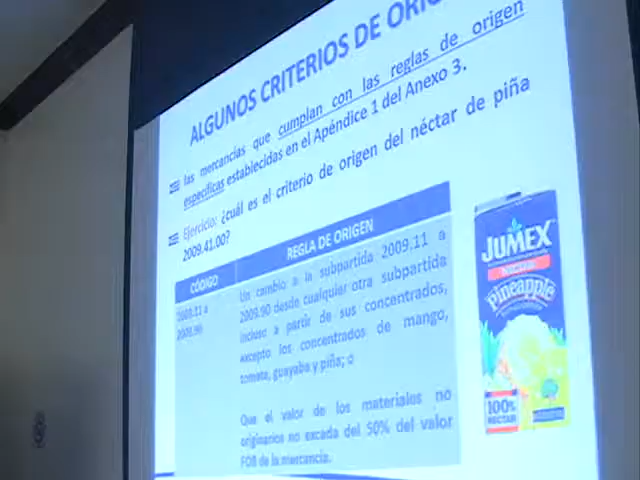 ALGUNOS CRITERIOS DE ORIG
las mercancías que cumplan con las reglas de origen
específicas establecidas en el Apéndice 1 del Anexo 3.
Ejercicio: ¿cuál es el criterio de origen del néctar de piña
2009.41.00?
CÓDIGO
REGLA DE ORIGEN
2009.11 a
2009.90
Un cambio a la subpartida 2009.11 a
2009.90 desde cualquier otra subpartida
incluso a partir de sus concentrados,
excepto los concentrados de mango,
tomate, guayaba y piña; o
Que el valor de los materiales no
originarios no exceda del 50% del valor
FOB de la mercancía.
JUMEX
Pineapple
100%
NECTAR